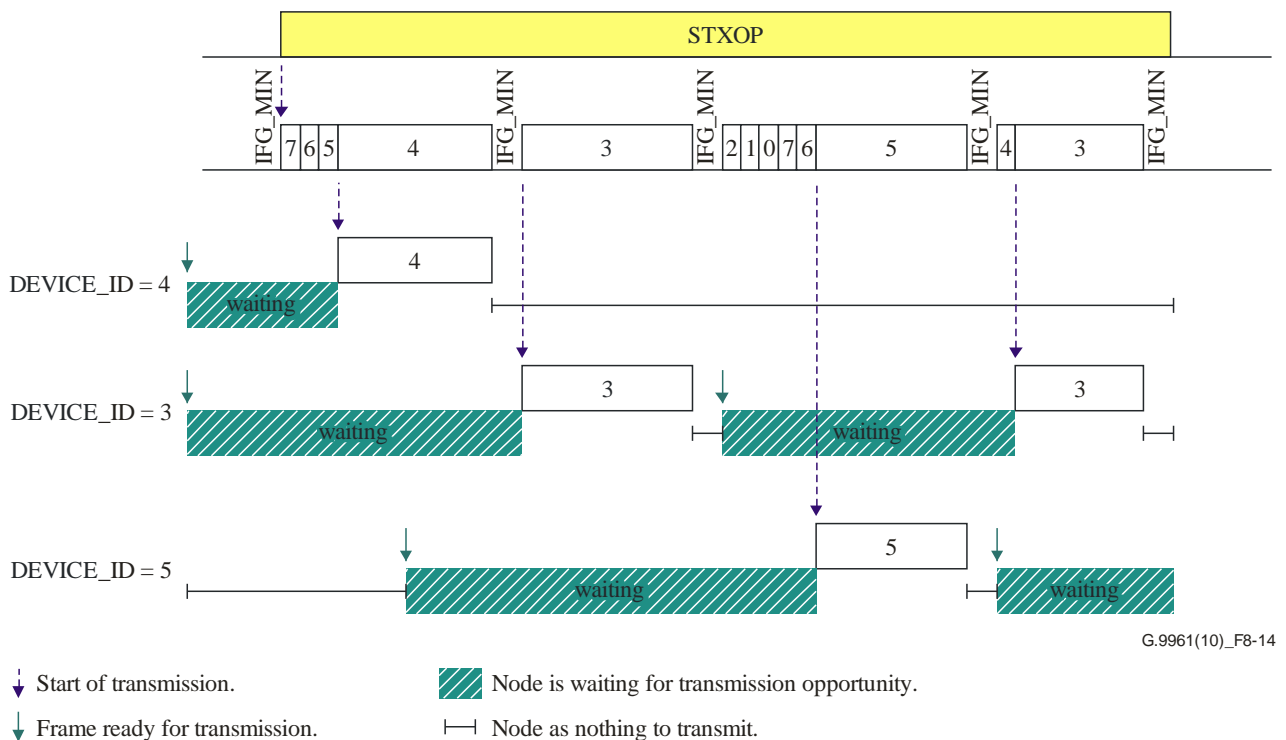 STXOP
IFG_MIN
7 6 5 4
IFG_MIN
3
IFG_MIN
2 1 0 7 6 5
IFG_MIN
4 3
IFG_MIN
4
DEVICE_ID = 4
waiting
3 3
DEVICE_ID = 3
waiting waiting
5
DEVICE_ID = 5
waiting waiting
G.9961(10)_F8-14
Start of transmission. Node is waiting for transmission opportunity.
Frame ready for transmission. Node as nothing to transmit.